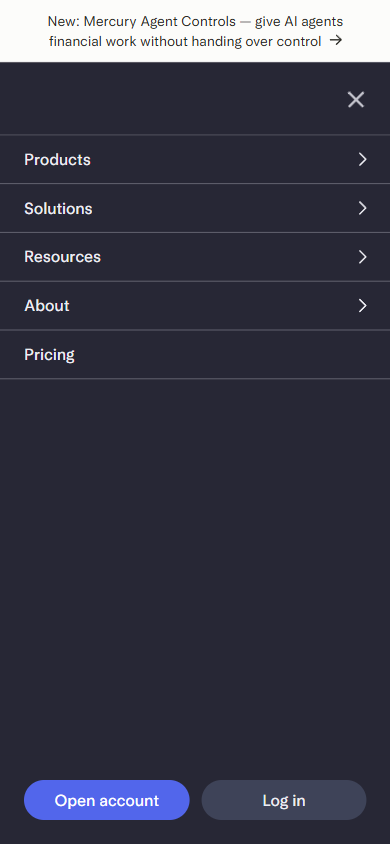 New: Mercury Agent Controls — give AI agents
financial work without handing over control →
Products
Solutions
Resources
About
Pricing
Open account
Log in